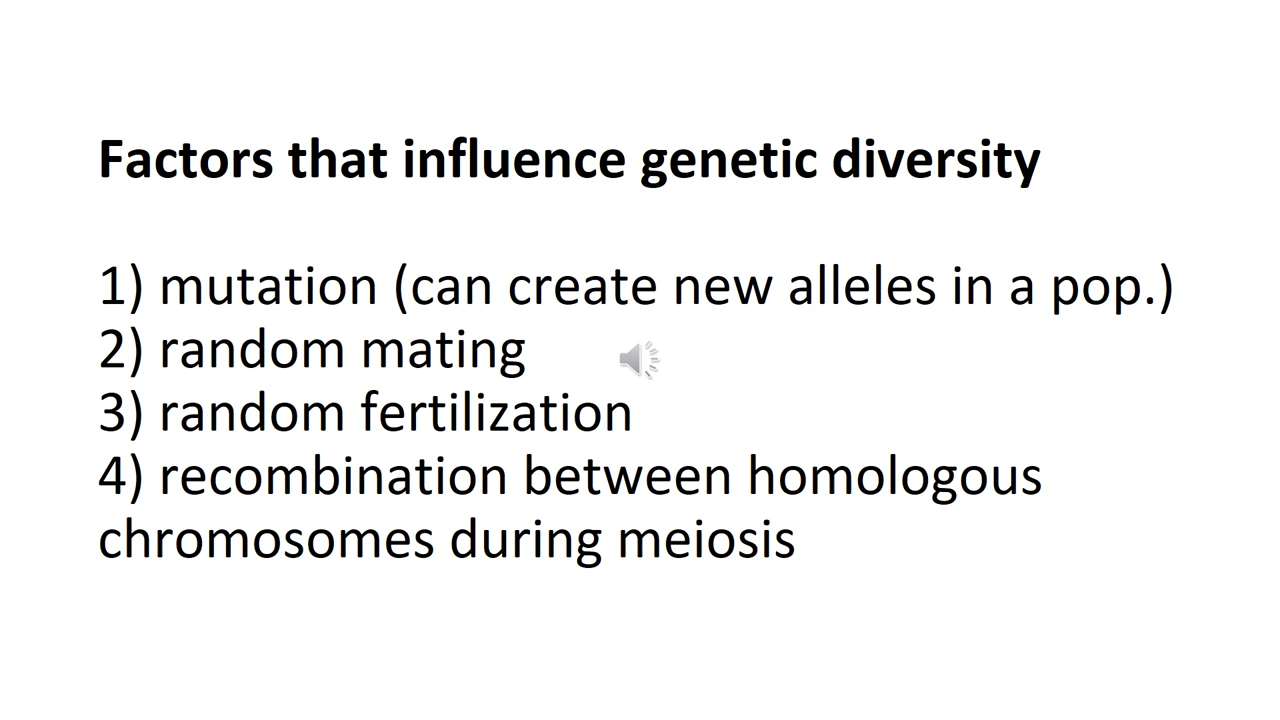 Factors that influence genetic diversity
1) mutation (can create new alleles in a pop.)
2) random mating
3) random fertilization
4) recombination between homologous
chromosomes during meiosis